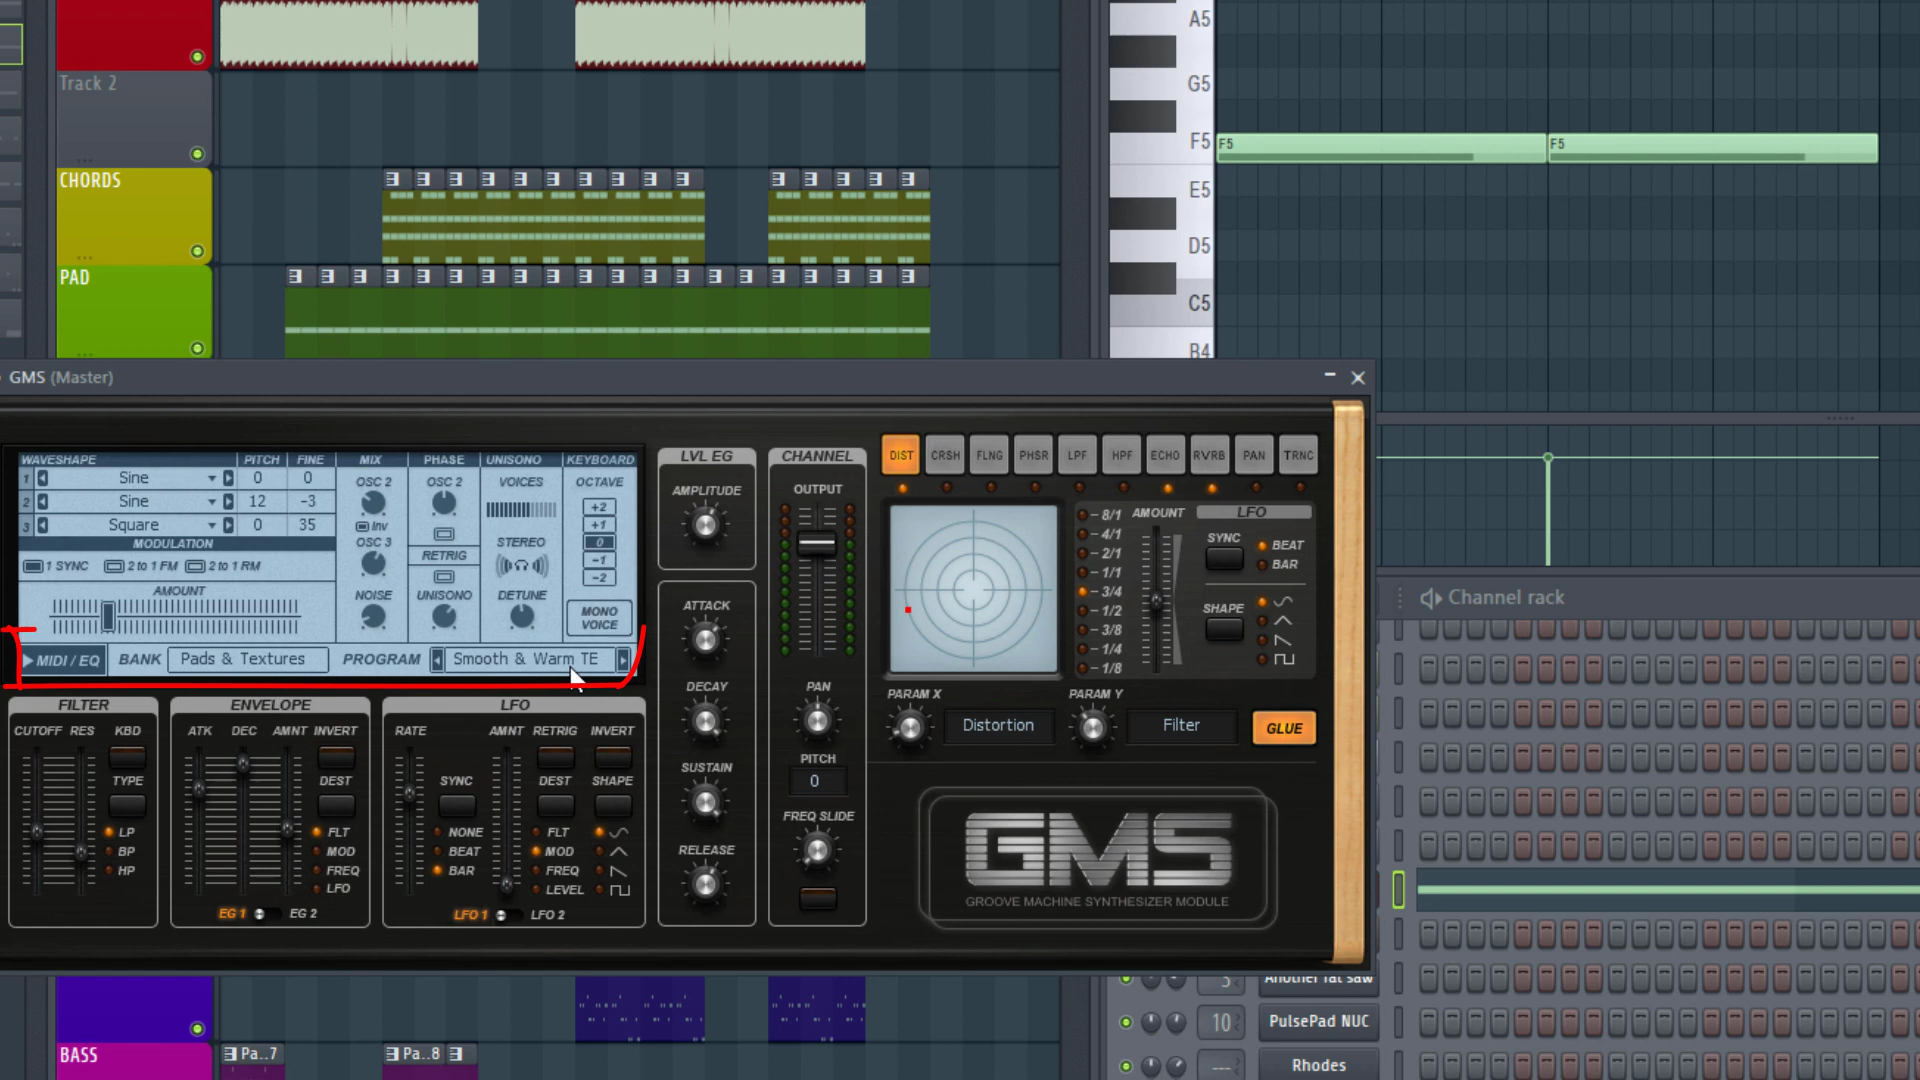 A5
Track 2
G5
F5
F5
F5
CHORDS
E5
D5
PAD
C5
B4
GMS (Master)
WAVESHAPE PITCH FINE MIX PHASE UNISONO KEYBOARD
1 Sine 0 0
2 Sine 12 -3
3 Square 0 35
OSC 2 OSC 2 VOICES OCTAVE
+2
+1
0
-1
-2
Inv
OSC 3 RETRIG STEREO
MODULATION
1 SYNC 2 to 1 FM 2 to 1 RM
AMOUNT
NOISE UNISONO DETUNE
MONO
VOICE
MIDI / EQ BANK Pads & Textures PROGRAM Smooth & Warm TE
LVL EG
AMPLITUDE
ATTACK
DECAY
SUSTAIN
RELEASE
CHANNEL
OUTPUT
PAN
PITCH
0
FREQ SLIDE
DIST CRSH FLNG PHSR LPF HPF ECHO RVRB PAN TRNC
8/1
4/1
2/1
1/1
3/4
1/2
3/8
1/4
1/8
AMOUNT
LFO
SYNC
BEAT
BAR
SHAPE
PARAM X Distortion
PARAM Y Filter
GLUE
GMS
GROOVE MACHINE SYNTHESIZER MODULE
FILTER
CUTOFF RES KBD
TYPE
LP
BP
HP
ENVELOPE
ATK DEC AMNT INVERT
DEST
FLT
MOD
FREQ
LFO
EG 1 EG 2
LFO
RATE AMNT RETRIG INVERT
SYNC DEST SHAPE
NONE FLT
BEAT MOD
BAR FREQ
LEVEL
LFO 1 LFO 2
Channel rack
Another fat saw
10 PulsePad NUC
--- Rhodes
BASS
Pa..7
Pa..8